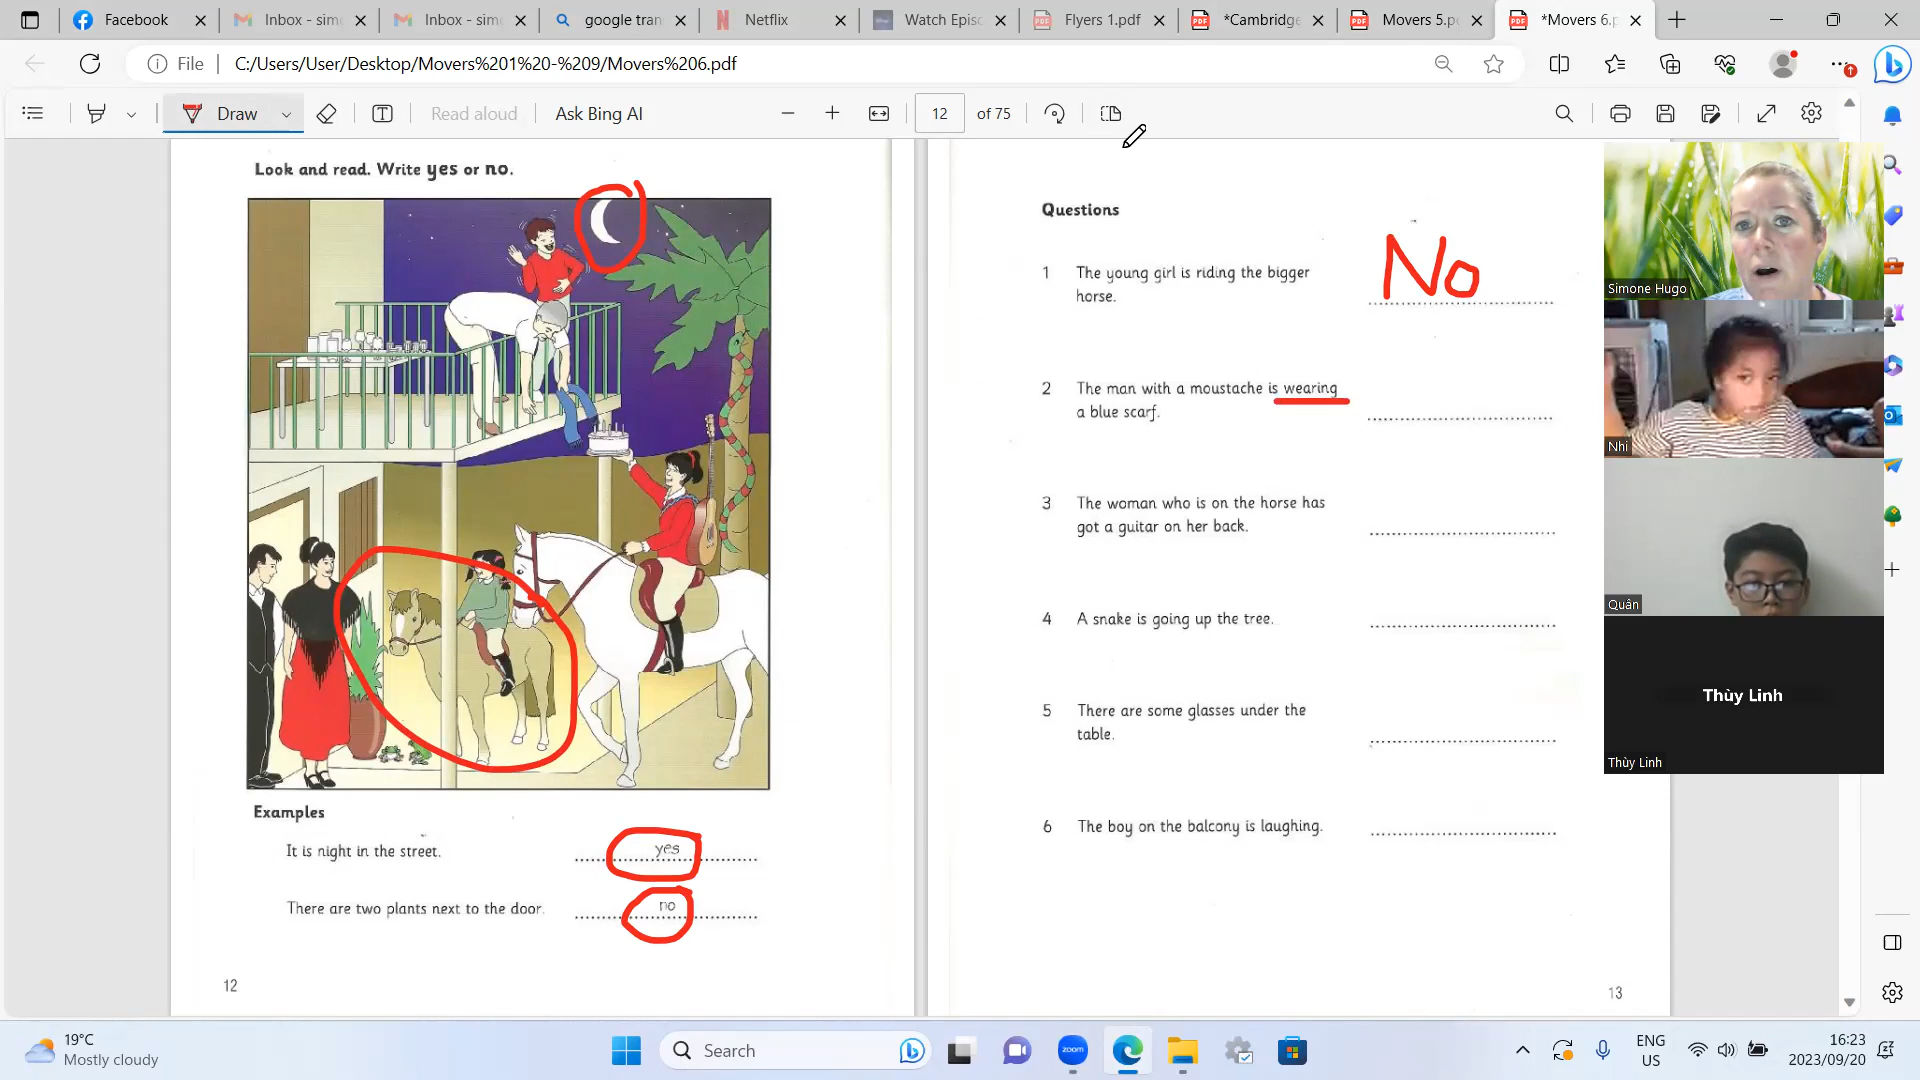 Facebook
Inbox - sim
Inbox - sim
google tran
Netflix
Watch Epis
Flyers 1.pdf
*Cambridge
Movers 5.p
*Movers 6.p
File
C:/Users/User/Desktop/Movers%201%20-%209/Movers%206.pdf
Draw
Read aloud
Ask Bing AI
12
of 75
Look and read. Write yes or no.
Examples
It is night in the street.
yes
There are two plants next to the door.
no
12
Questions
1 The young girl is riding the bigger
horse.
No
2 The man with a moustache is wearing
a blue scarf.
3 The woman who is on the horse has
got a guitar on her back.
4 A snake is going up the tree.
5 There are some glasses under the
table.
6 The boy on the balcony is laughing.
13
Simone Hugo
Nhi
Quân
Thùy Linh
Thùy Linh
19°C
Mostly cloudy
Search
zoom
ENG
US
16:23
2023/09/20